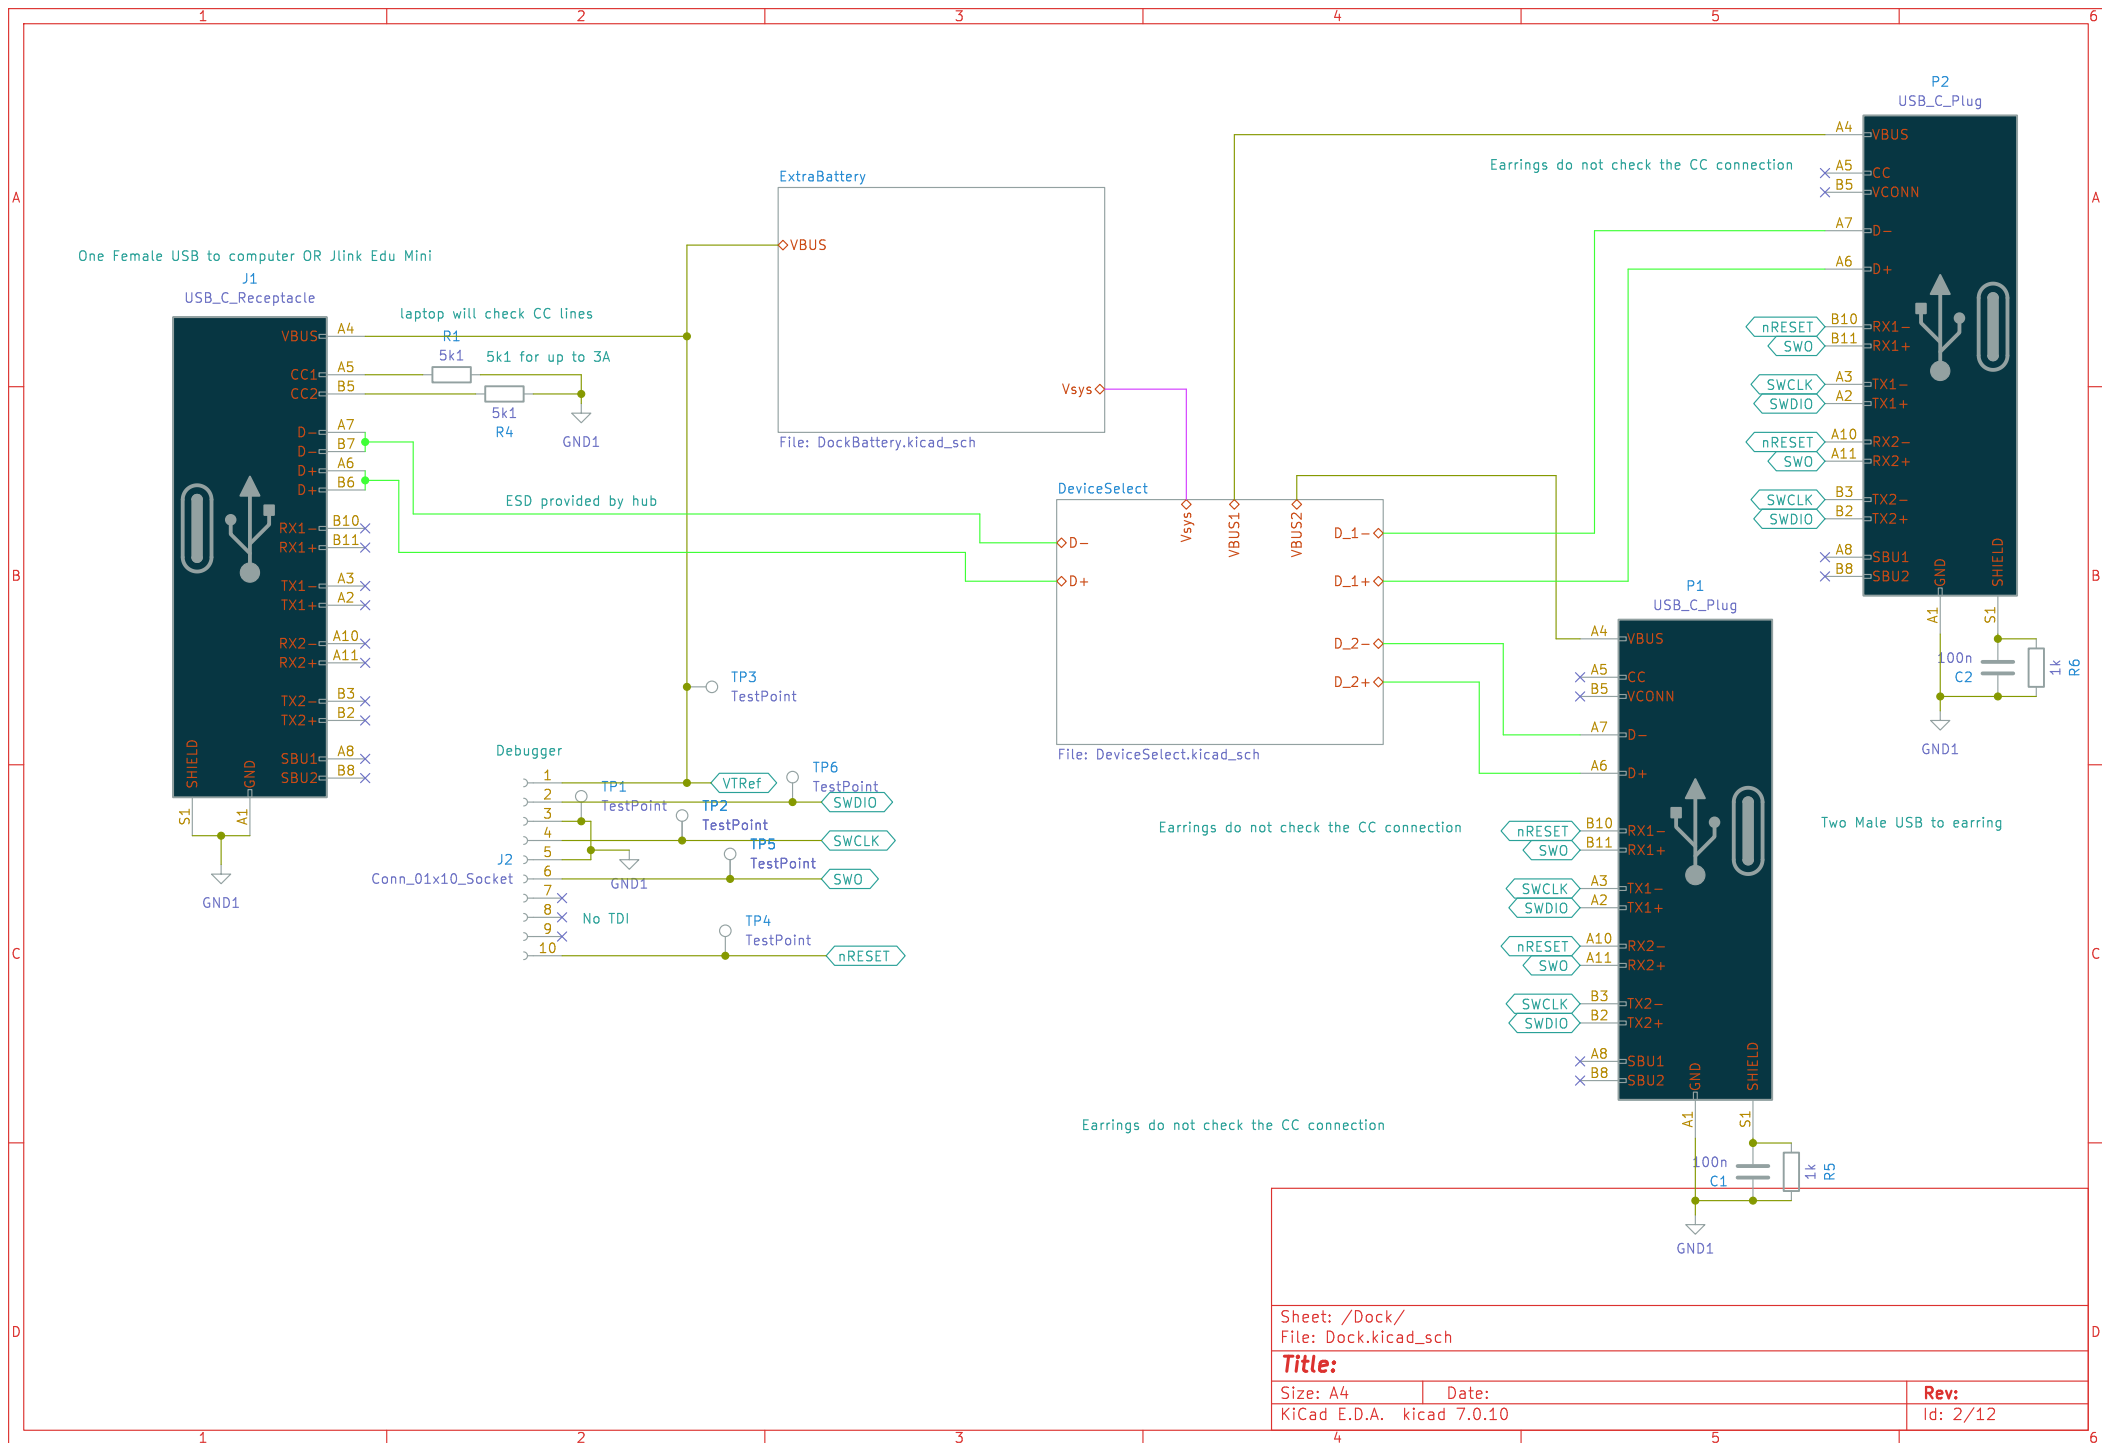 1 2 3 4 5 6
A
B
C
D
A
B
C
D
1 2 3 4 5 6
One Female USB to computer OR Jlink Edu Mini
J1
USB_C_Receptacle
VBUS A4
CC1 A5
CC2 B5
D- A7
D- B7
D+ A6
D+ B6
RX1- B10
RX1+ B11
TX1- A3
TX1+ A2
RX2- A10
RX2+ A11
TX2- B3
TX2+ B2
SBU1 A8
SBU2 B8
SHIELD
GND
S1
A1
GND1
laptop will check CC lines
R1
5k1
5k1 for up to 3A
5k1
R4
GND1
ESD provided by hub
ExtraBattery
VBUS
Vsys
File: DockBattery.kicad_sch
DeviceSelect
Vsys
VBUS1
VBUS2
D-
D+
D_1-
D_1+
D_2-
D_2+
File: DeviceSelect.kicad_sch
TP3
TestPoint
Debugger
J2
Conn_01x10_Socket
1
2
3
4
5
6
7
8
9
10
VTRef
TP6
TestPoint
SWDIO
TP1
TestPoint
TP2
TestPoint
SWCLK
TP5
TestPoint
GND1
SWO
No TDI
TP4
TestPoint
nRESET
P2
USB_C_Plug
Earrings do not check the CC connection
A4 VBUS
A5 CC
B5 VCONN
A7 D-
A6 D+
nRESET B10 RX1-
SWO B11 RX1+
SWCLK A3 TX1-
SWDIO A2 TX1+
nRESET A10 RX2-
SWO A11 RX2+
SWCLK B3 TX2-
SWDIO B2 TX2+
A8 SBU1
B8 SBU2
GND
SHIELD
A1
S1
100n
C2
1k
R6
GND1
P1
USB_C_Plug
A4 VBUS
A5 CC
B5 VCONN
A7 D-
A6 D+
Earrings do not check the CC connection
Two Male USB to earring
nRESET B10 RX1-
SWO B11 RX1+
SWCLK A3 TX1-
SWDIO A2 TX1+
nRESET A10 RX2-
SWO A11 RX2+
SWCLK B3 TX2-
SWDIO B2 TX2+
A8 SBU1
B8 SBU2
GND
SHIELD
A1
S1
Earrings do not check the CC connection
100n
C1
1k
R5
GND1
Sheet: /Dock/
File: Dock.kicad_sch
Title:
Size: A4 Date: Rev:
KiCad E.D.A. kicad 7.0.10 Id: 2/12